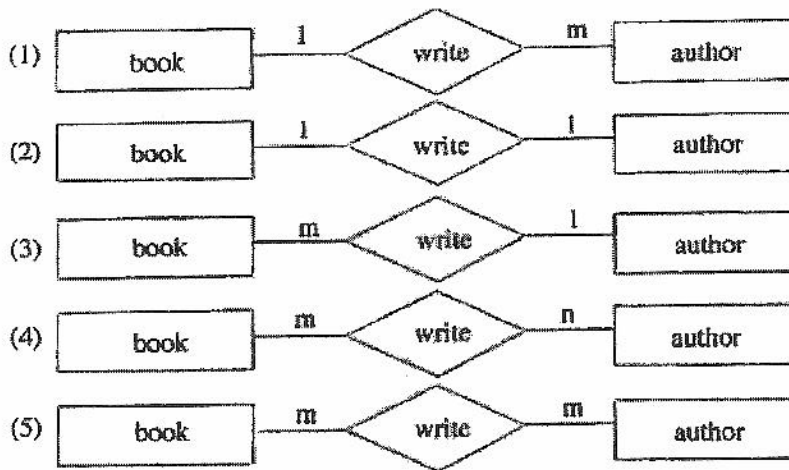 (1) book 1 write m author
(2) book 1 write 1 author
(3) book m write 1 author
(4) book m write n author
(5) book m write m author